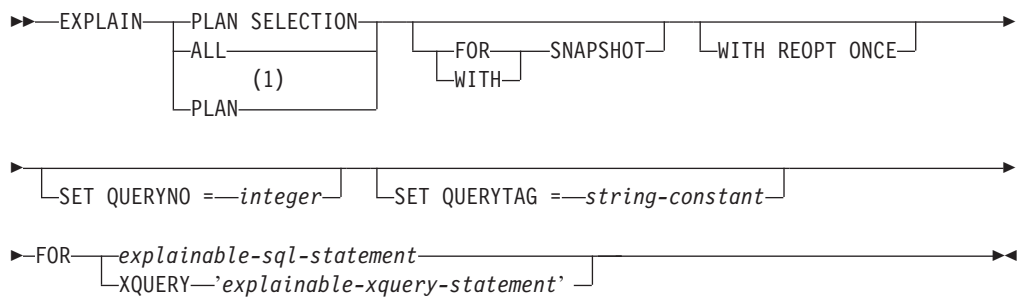 EXPLAIN PLAN SELECTION
ALL FOR SNAPSHOT WITH REOPT ONCE
(1) WITH
PLAN
SET QUERYNO = integer SET QUERYTAG = string-constant
FOR explainable-sql-statement
XQUERY 'explainable-xquery-statement'